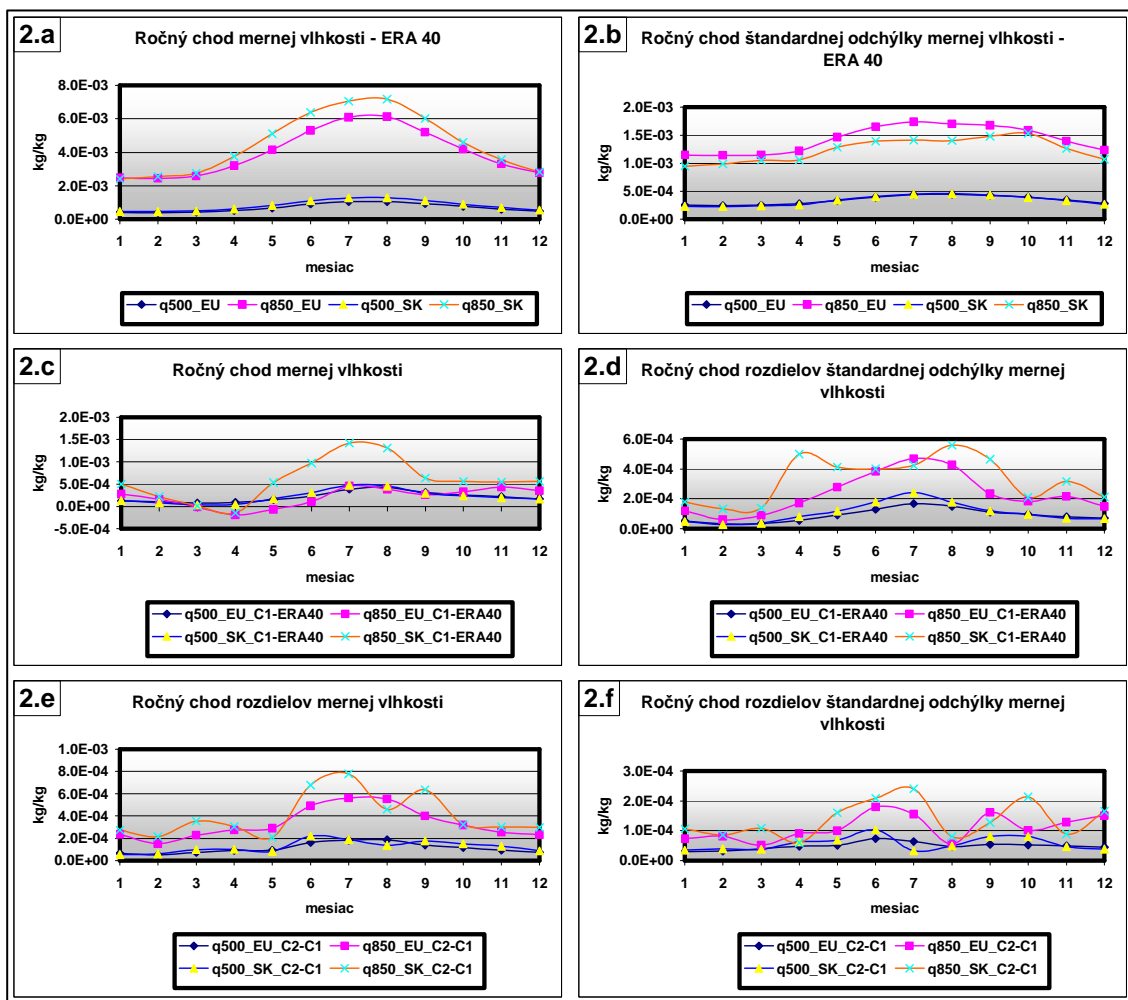 2.a
Ročný chod mernej vlhkosti - ERA 40
8.0E-03
6.0E-03
4.0E-03
2.0E-03
0.0E+00
kg/kg
1 2 3 4 5 6 7 8 9 10 11 12
mesiac
q500_EU q850_EU q500_SK q850_SK
2.b
Ročný chod štandardnej odchýlky mernej vlhkosti -
ERA 40
2.0E-03
1.5E-03
1.0E-03
5.0E-04
0.0E+00
kg/kg
1 2 3 4 5 6 7 8 9 10 11 12
mesiac
q500_EU q850_EU q500_SK q850_SK
2.c
Ročný chod mernej vlhkosti
2.0E-03
1.5E-03
1.0E-03
5.0E-04
0.0E+00
-5.0E-04
kg/kg
1 2 3 4 5 6 7 8 9 10 11 12
mesiac
q500_EU_C1-ERA40 q850_EU_C1-ERA40
q500_SK_C1-ERA40 q850_SK_C1-ERA40
2.d
Ročný chod rozdielov štandardnej odchýlky mernej
vlhkosti
6.0E-04
4.0E-04
2.0E-04
0.0E+00
kg/kg
1 2 3 4 5 6 7 8 9 10 11 12
mesiac
q500_EU_C1-ERA40 q850_EU_C1-ERA40
q500_SK_C1-ERA40 q850_SK_C1-ERA40
2.e
Ročný chod rozdielov mernej vlhkosti
1.0E-03
8.0E-04
6.0E-04
4.0E-04
2.0E-04
0.0E+00
kg/kg
1 2 3 4 5 6 7 8 9 10 11 12
mesiac
q500_EU_C2-C1 q850_EU_C2-C1
q500_SK_C2-C1 q850_SK_C2-C1
2.f
Ročný chod rozdielov štandardnej odchýlky mernej
vlhkosti
3.0E-04
2.0E-04
1.0E-04
0.0E+00
kg/kg
1 2 3 4 5 6 7 8 9 10 11 12
mesiac
q500_EU_C2-C1 q850_EU_C2-C1
q500_SK_C2-C1 q850_SK_C2-C1